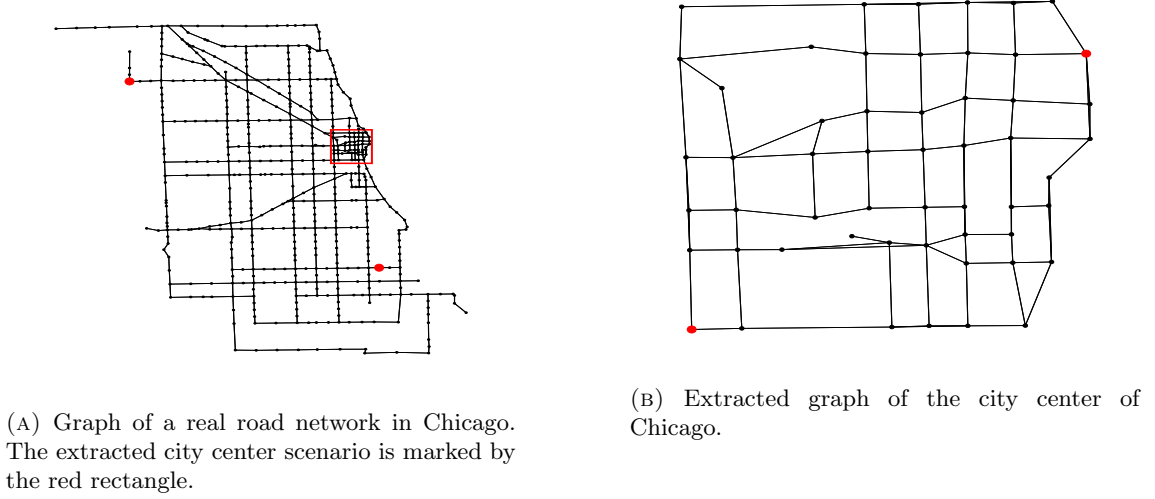 (A) Graph of a real road network in Chicago.
The extracted city center scenario is marked by
the red rectangle.
(B) Extracted graph of the city center of
Chicago.